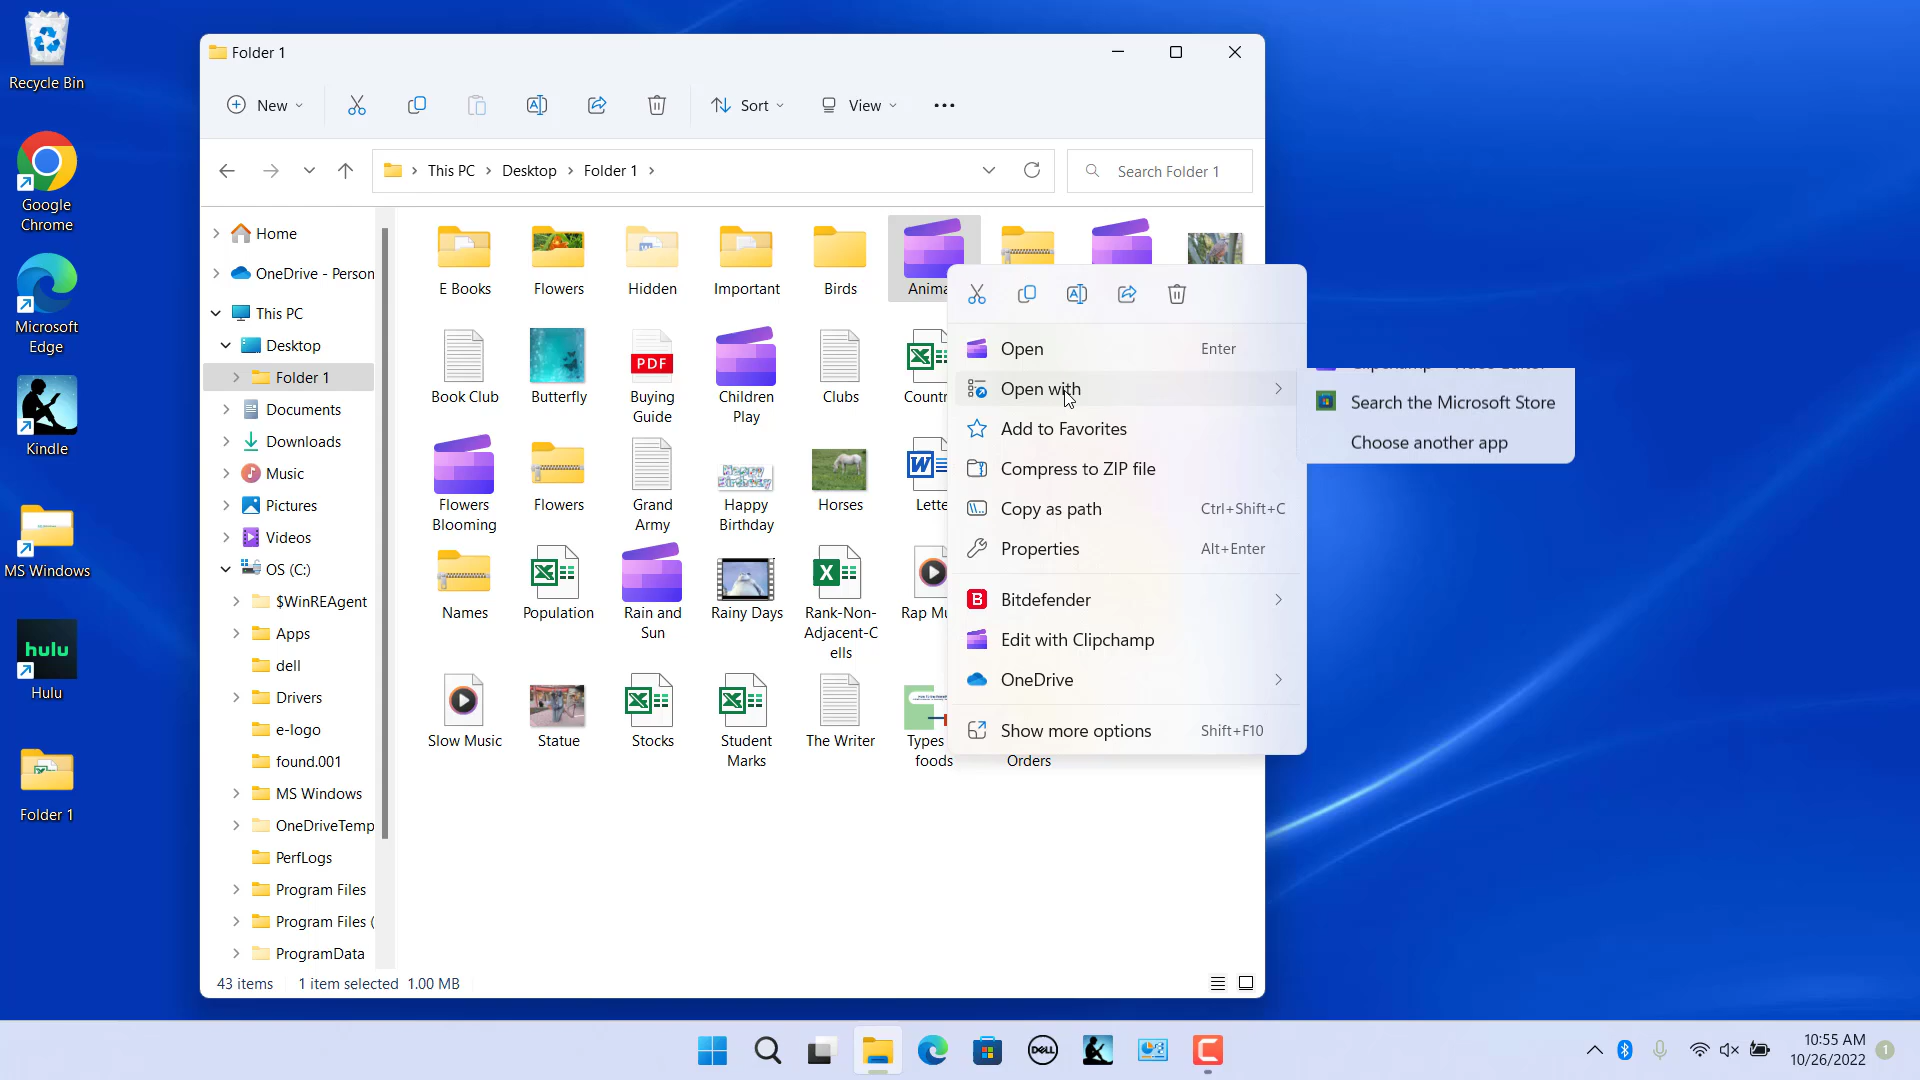 Recycle Bin
Google
Chrome
Microsoft
Edge
Kindle
MS Windows
hulu
Hulu
Folder 1
Folder 1
New
Sort
View
This PC
Desktop
Folder 1
Search Folder 1
Home
OneDrive - Person
This PC
Desktop
Folder 1
Documents
Downloads
Music
Pictures
Videos
OS (C:)
$WinREAgent
Apps
dell
Drivers
e-logo
found.001
MS Windows
OneDriveTemp
PerfLogs
Program Files
Program Files (
ProgramData
E Books
Flowers
Hidden
Important
Birds
Anima
Book Club
Butterfly
PDF
Buying
Guide
Children
Play
Clubs
Countr
Flowers
Blooming
Flowers
Grand
Army
Happy
Birthday
Horses
Lette
Names
Population
Rain and
Sun
Rainy Days
Rank-Non-
Adjacent-C
ells
Rap Mu
Slow Music
Statue
Stocks
Student
Marks
The Writer
Types
foods
Orders
Open Enter
Open with
Add to Favorites
Compress to ZIP file
Copy as path Ctrl+Shift+C
Properties Alt+Enter
B Bitdefender
Edit with Clipchamp
OneDrive
Show more options Shift+F10
Search the Microsoft Store
Choose another app
43 items 1 item selected 1.00 MB
DELL
10:55 AM
10/26/2022
1